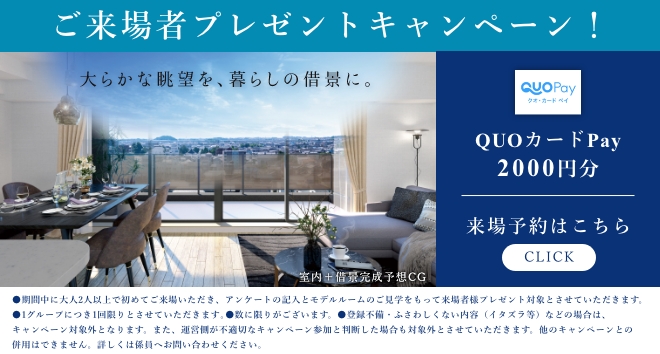 ご来場者プレゼントキャンペーン！
大らかな眺望を、暮らしの借景に。
QUO Pay
クオ・カード ペイ
QUOカードPay
2000円分
来場予約はこちら
CLICK
室内＋借景完成予想CG
●期間中に大人2人以上で初めてご来場いただき、アンケートの記入とモデルルームのご見学をもって来場者様プレゼント対象とさせていただきます。
●1グループにつき1回限りとさせていただきます。●数に限りがございます。●登録不備・ふさわしくない内容（イタズラ等）などの場合は、
キャンペーン対象外となります。また、運営側が不適切なキャンペーン参加と判断した場合も対象外とさせていただきます。他のキャンペーンとの
併用はできません。詳しくは係員へお問い合わせください。